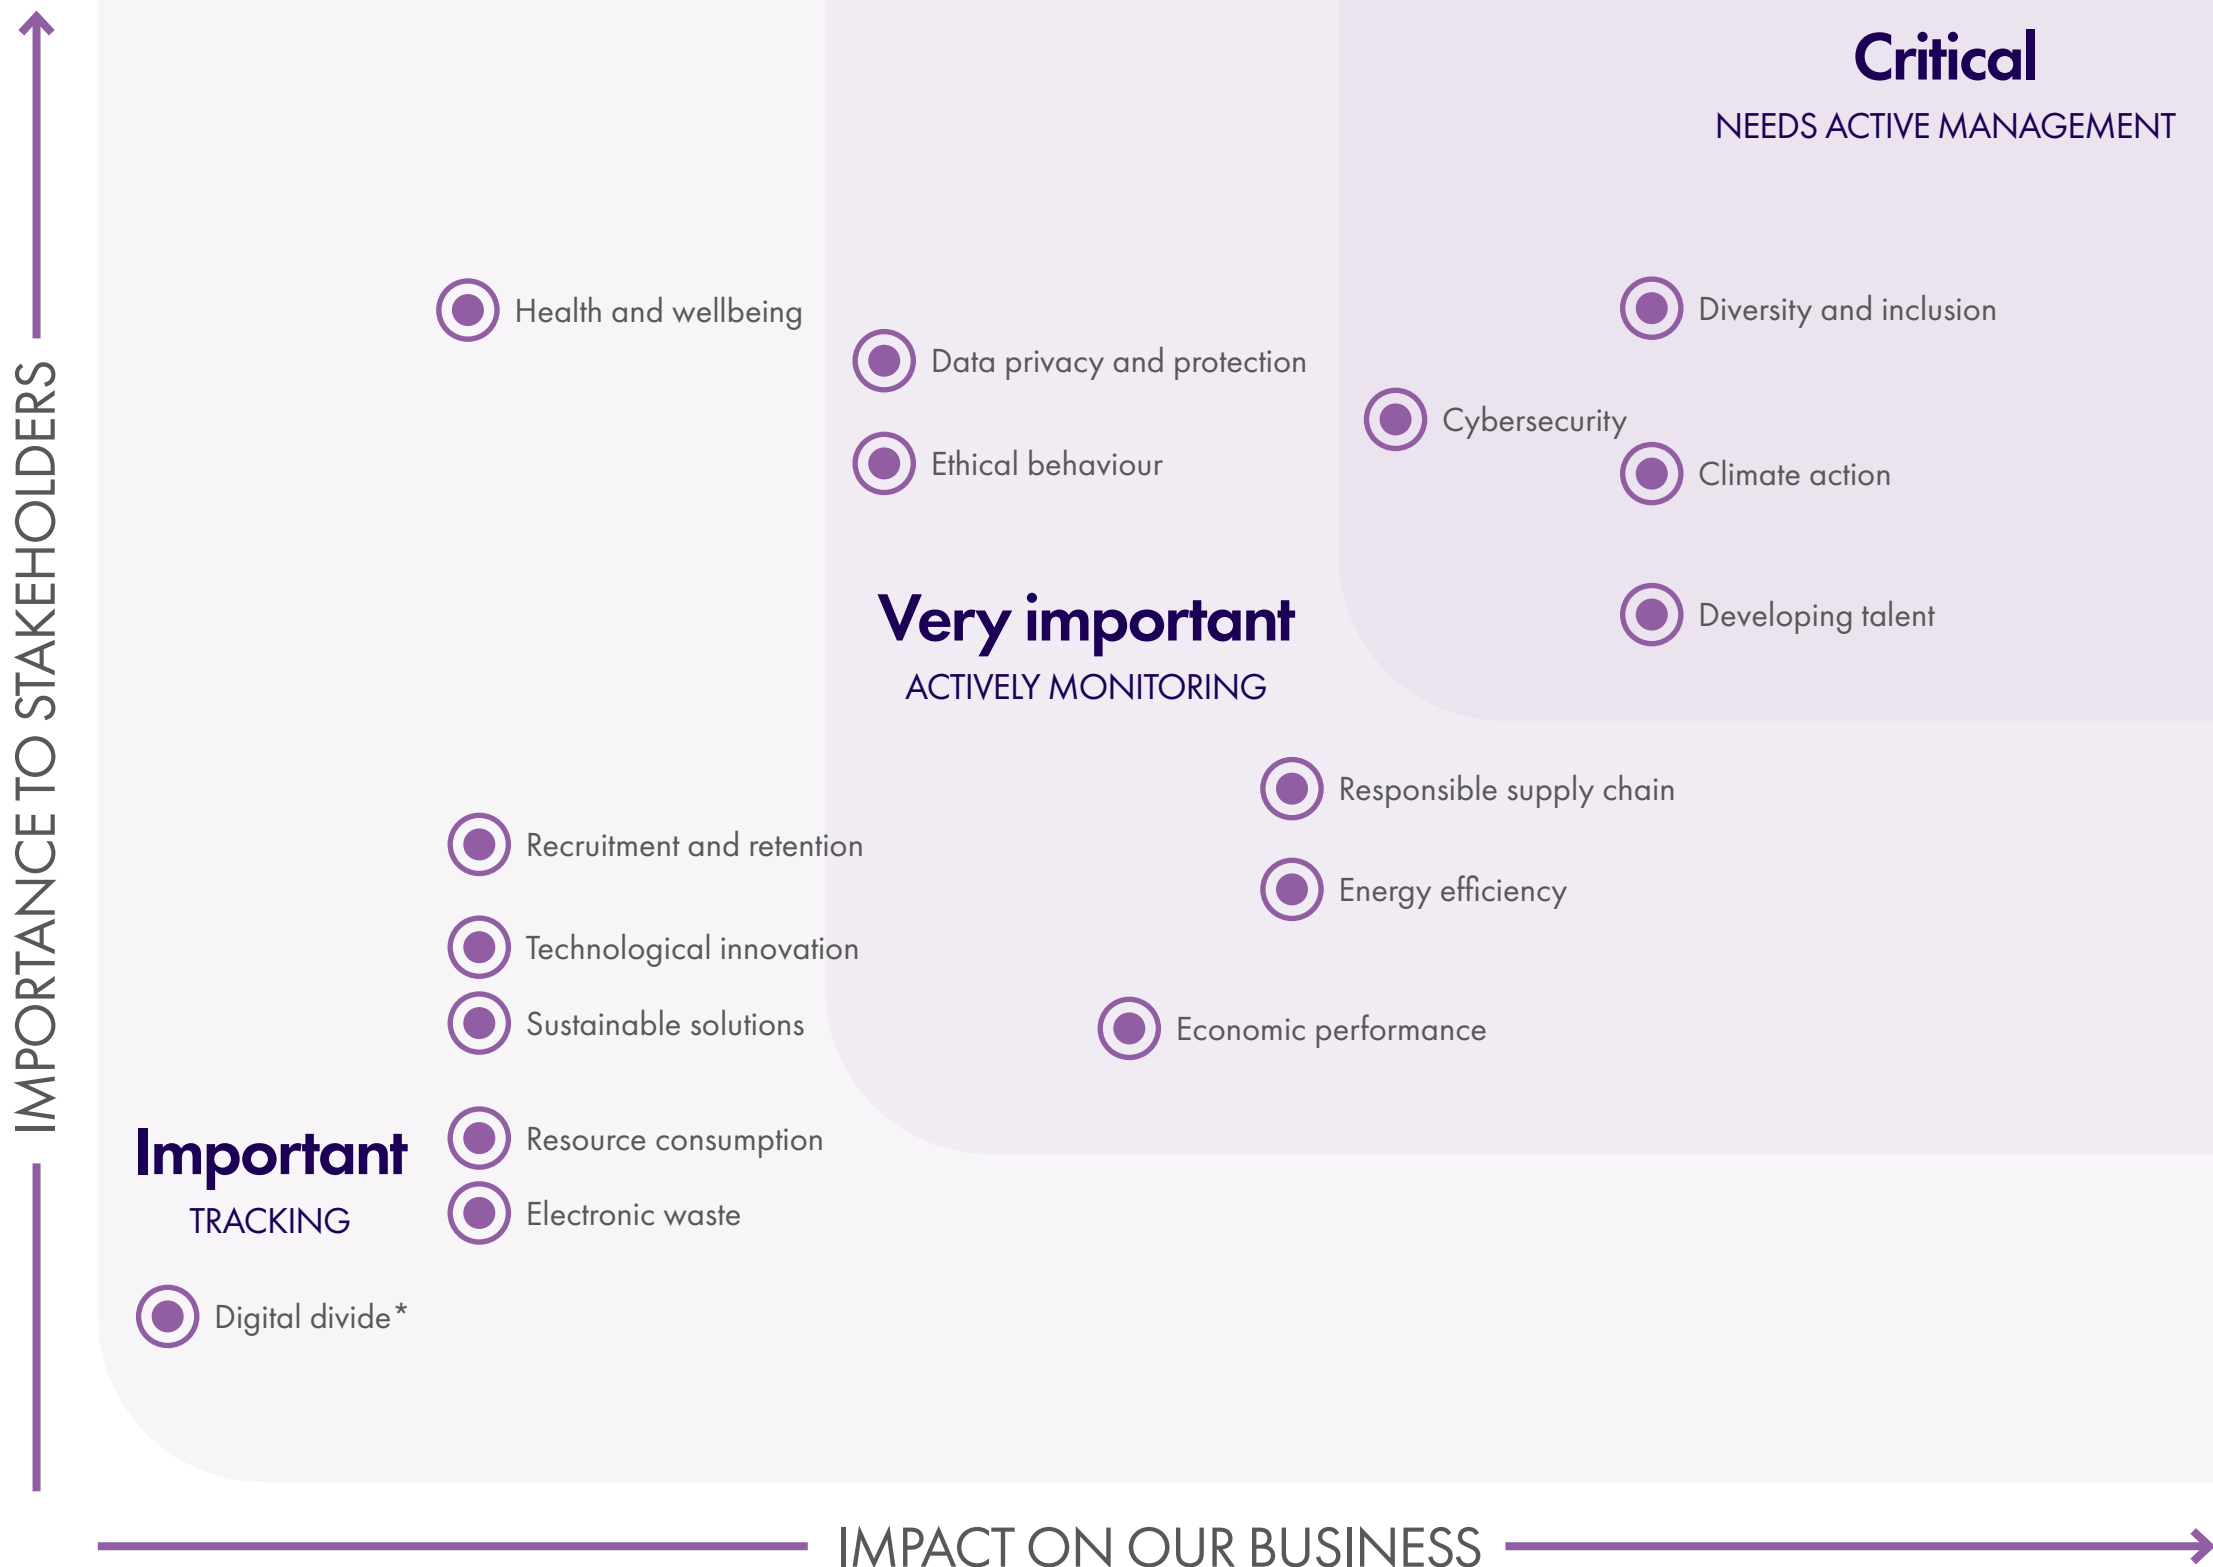 Critical
NEEDS ACTIVE MANAGEMENT
IMPORTANCE TO STAKEHOLDERS
Health and wellbeing
Diversity and inclusion
Data privacy and protection
Cybersecurity
Ethical behaviour
Climate action
Very important
ACTIVELY MONITORING
Developing talent
Responsible supply chain
Recruitment and retention
Energy efficiency
Technological innovation
Sustainable solutions
Economic performance
Important
TRACKING
Resource consumption
Electronic waste
Digital divide*
IMPACT ON OUR BUSINESS